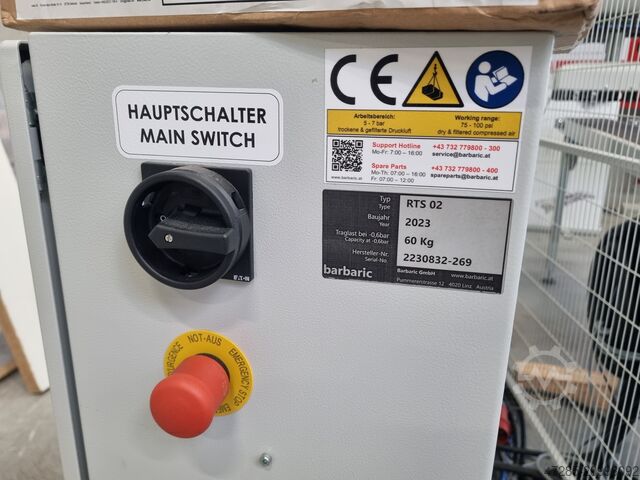 HAUPTSCHALTER
MAIN SWITCH
CE
Arbeitsbereich:
5 - 7 bar
trockene & gefilterte Druckluft
Working range:
75 - 100 psi
dry & filtered compressed air
Support Hotline
Mo-Fr: 7:00 – 16:00
+43 732 779800 - 300
service@barbaric.at
Spare Parts
Mo-Th: 07:00 – 16:00
Fr: 07:00 – 12:00
+43 732 779800 - 400
spareparts@barbaric.at
barbaric.at
Typ
Type
RTS 02
Baujahr
Year
2023
Traglast bei -0,6bar
Capacity at -0,6bar
60 Kg
Hersteller-Nr.
Serial-No.
2230832-269
barbaric
Barbaric GmbH
www.barbaric.at
Pummererstrasse 12 4020 Linz Austria
EATON
NOT-AUS
EMERGENCY STOP